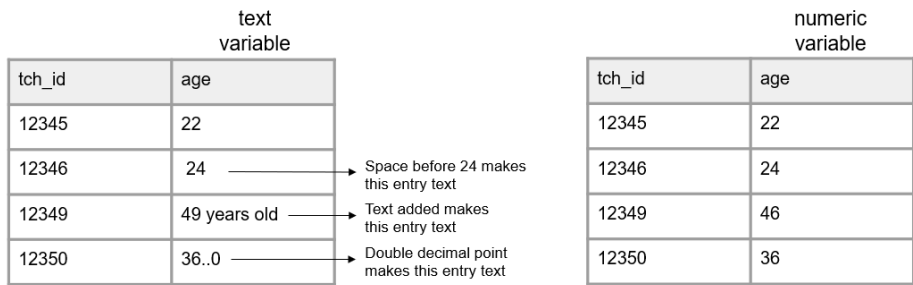 text
variable
numeric
variable
tch_id age
tch_id age
12345 22
12345 22
12346 24
Space before 24 makes
this entry text
12346 24
12349 49 years old
Text added makes
this entry text
12349 46
12350 36..0
Double decimal point
makes this entry text
12350 36